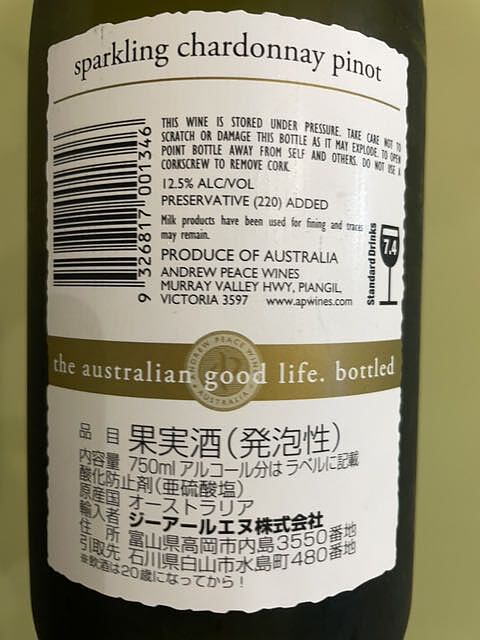 sparkling chardonnay pinot
THIS WINE IS STORED UNDER PRESSURE. TAKE CARE NOT TO
SCRATCH OR DAMAGE THIS BOTTLE AS IT MAY EXPLODE. TO OPEN
POINT BOTTLE AWAY FROM SELF AND OTHERS. DO NOT USE A
CORKSCREW TO REMOVE CORK.
12.5% ALC/VOL
PRESERVATIVE (220) ADDED
Milk products have been used for fining and traces
may remain.
PRODUCE OF AUSTRALIA
ANDREW PEACE WINES
MURRAY VALLEY HWY, PIANGIL,
VICTORIA 3597 www.apwines.com
9 326817 001346
Standard Drinks
7.4
the australian good life. bottled
ANDREW PEACE WINES
AUSTRALIA
品目 果実酒（発泡性）
内容量 750ml アルコール分はラベルに記載
酸化防止剤（亜硫酸塩）
原産国 オーストラリア
輸入者 ジーアールエヌ株式会社
住所 富山県高岡市内島3550番地
引取先 石川県白山市水島町480番地
※飲酒は20歳になってから！